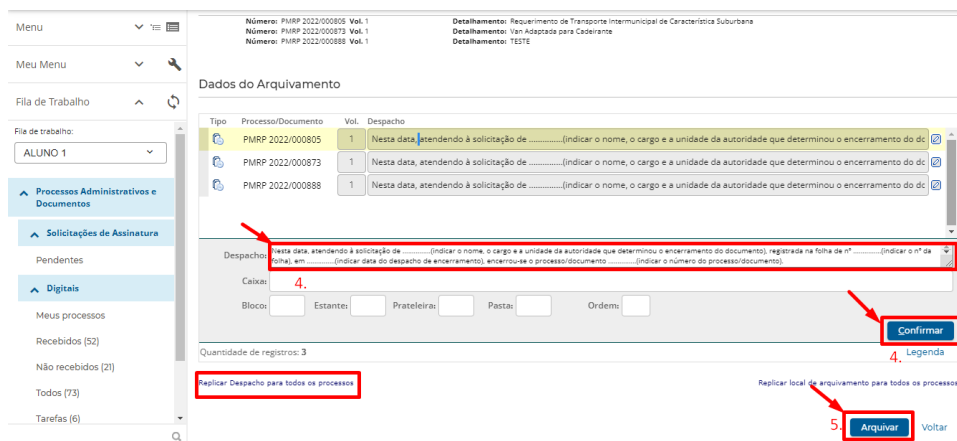 Menu
Número: PMRP 2022/000805 Vol. 1 Detalhamento: Requerimento de Transporte Intermunicipal de Característica Suburbana
Número: PMRP 2022/000873 Vol. 1 Detalhamento: Van Adaptada para Cadeirante
Número: PMRP 2022/000888 Vol. 1 Detalhamento: TESTE
Meu Menu
Dados do Arquivamento
Fila de Trabalho
Fila de trabalho:
ALUNO 1
Processos Administrativos e
Documentos
Solicitações de Assinatura
Pendentes
Digitais
Meus processos
Recebidos (52)
Não recebidos (21)
Todos (73)
Tarefas (6)
Tipo Processo/Documento Vol. Despacho
PMRP 2022/000805 1 Nesta data, atendendo à solicitação de ..............(indicar o nome, o cargo e a unidade da autoridade que determinou o encerramento do dc
PMRP 2022/000873 1 Nesta data, atendendo à solicitação de ..............(indicar o nome, o cargo e a unidade da autoridade que determinou o encerramento do dc
PMRP 2022/000888 1 Nesta data, atendendo à solicitação de ..............(indicar o nome, o cargo e a unidade da autoridade que determinou o encerramento do dc
Despacho: Nesta data, atendendo à solicitação de ..............(indicar o nome, o cargo e a unidade da autoridade que determinou o encerramento do documento), registrada na folha de nº ..............(indicar o nº da
folha), em ..............(indicar data do despacho de encerramento), encerrou-se o processo/documento ..............(indicar o número do processo/documento).
Caixa:
4.
Bloco: Estante: Prateleira: Pasta: Ordem:
Confirmar
4.
Quantidade de registros: 3 Legenda
Replicar Despacho para todos os processos Replicar local de arquivamento para todos os processos
5. Arquivar Voltar